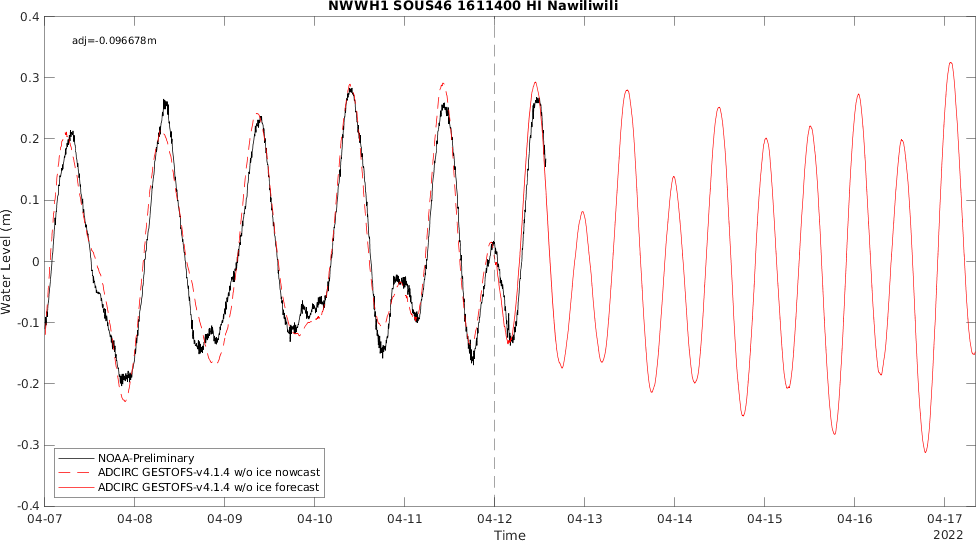 NWWH1 SOUS46 1611400 HI Nawiliwili
adj=-0.096678m
0.4
0.3
0.2
0.1
0
-0.1
-0.2
-0.3
-0.4
Water Level (m)
NOAA-Preliminary
ADCIRC GESTOFS-v4.1.4 w/o ice nowcast
ADCIRC GESTOFS-v4.1.4 w/o ice forecast
04-07 04-08 04-09 04-10 04-11 04-12 04-13 04-14 04-15 04-16 04-17
Time
2022